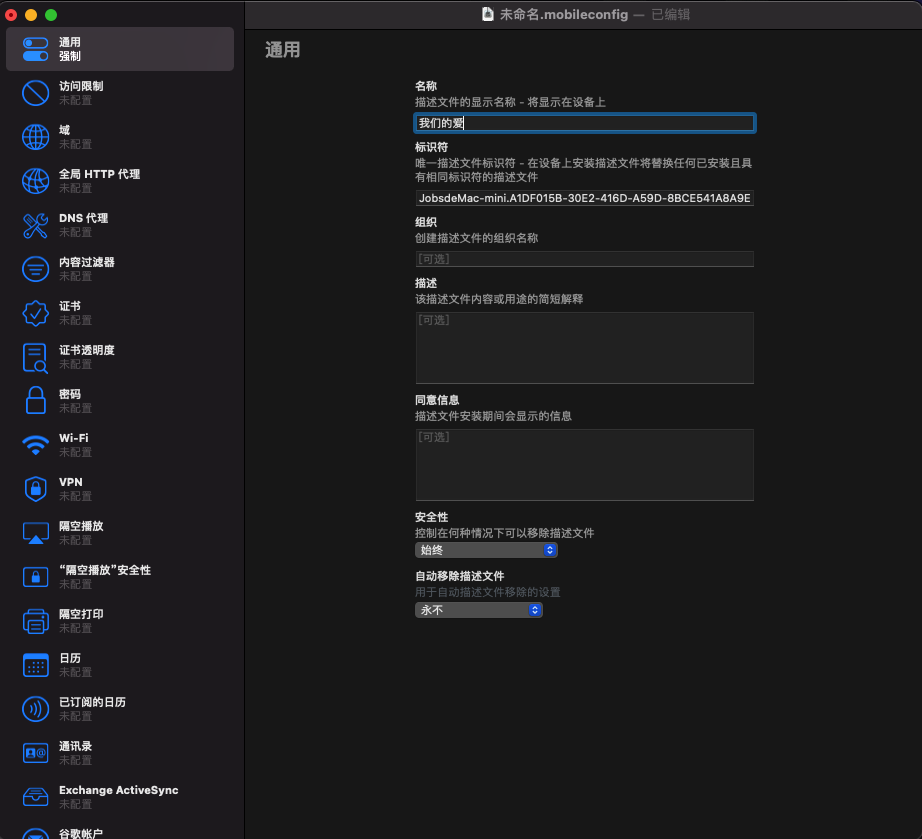 未命名.mobileconfig — 已编辑
通用
强制
访问限制
未配置
域
未配置
全局 HTTP 代理
未配置
DNS 代理
未配置
内容过滤器
未配置
证书
未配置
证书透明度
未配置
密码
未配置
Wi-Fi
未配置
VPN
未配置
隔空播放
未配置
“隔空播放”安全性
未配置
隔空打印
未配置
日历
未配置
已订阅的日历
未配置
通讯录
未配置
Exchange ActiveSync
未配置
谷歌帐户
通用
名称
描述文件的显示名称 - 将显示在设备上
我们的爱
标识符
唯一描述文件标识符 - 在设备上安装描述文件将替换任何已安装且具
有相同标识符的描述文件
JobsdeMac-mini.A1DF015B-30E2-416D-A59D-8BCE541A8A9E
组织
创建描述文件的组织名称
[可选]
描述
该描述文件内容或用途的简短解释
[可选]
同意信息
描述文件安装期间会显示的信息
[可选]
安全性
控制在何种情况下可以移除描述文件
始终
自动移除描述文件
用于自动描述文件移除的设置
永不